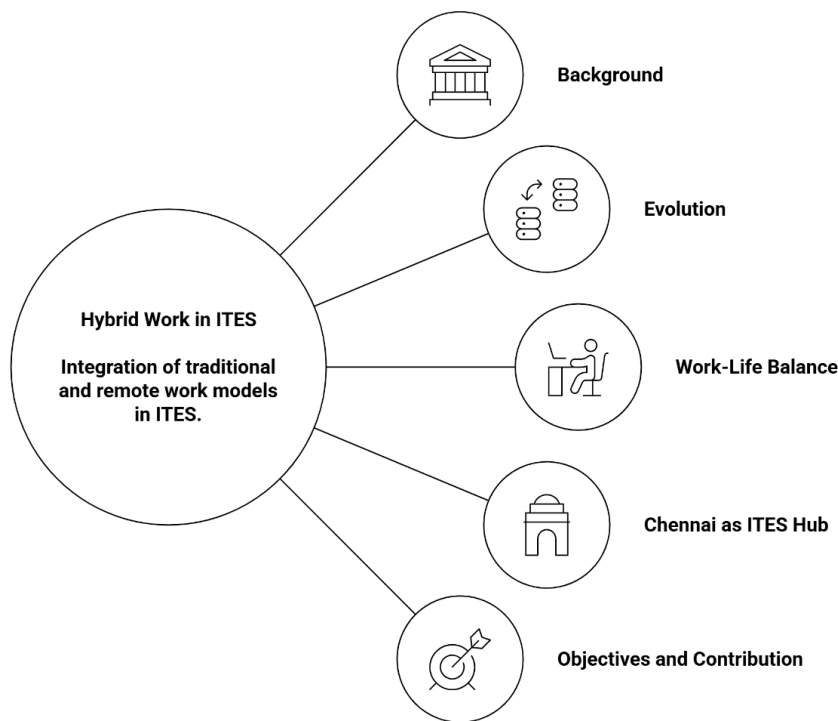 Background
Evolution
Hybrid Work in ITES
Integration of traditional
and remote work models
in ITES.
Work-Life Balance
Chennai as ITES Hub
Objectives and Contribution